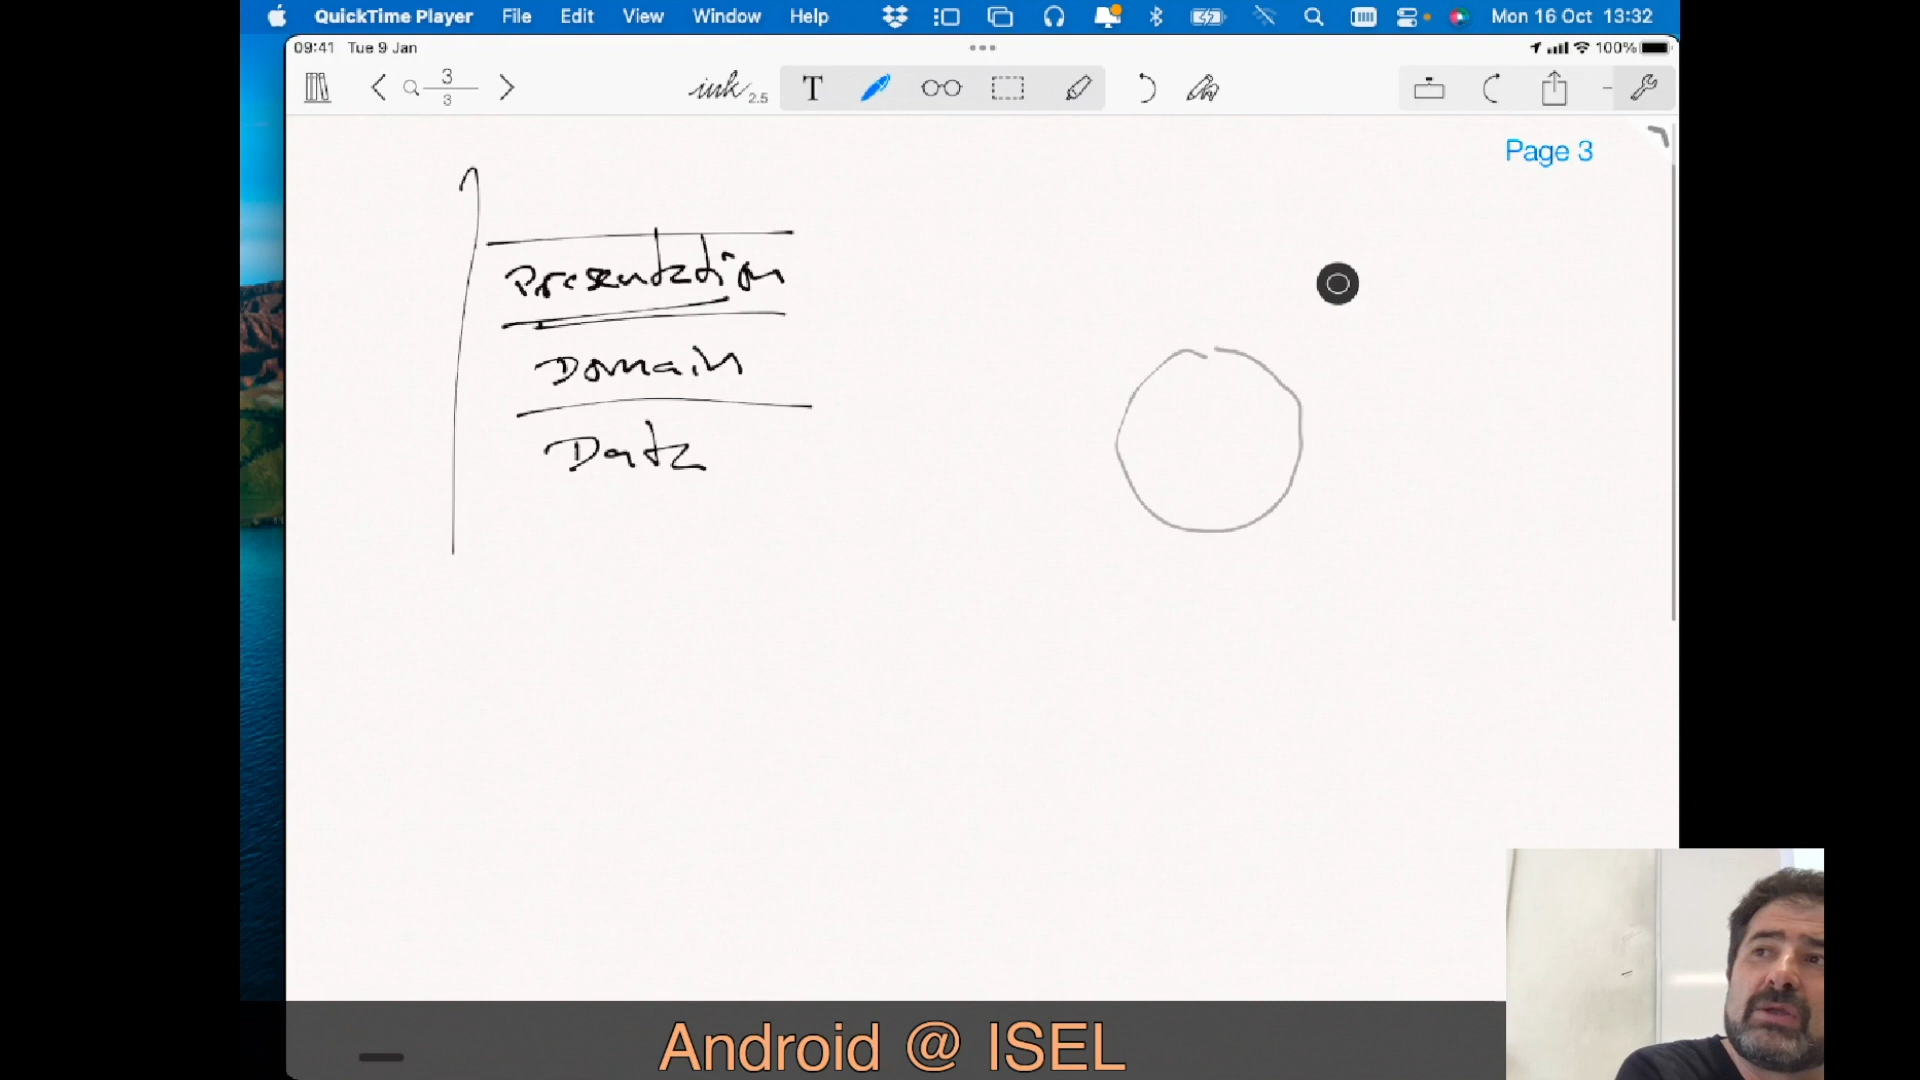 QuickTime Player File Edit View Window Help Mon 16 Oct 13:32
09:41 Tue 9 Jan 100%
3
3
ink 2.5 T
Page 3
Presentation
Domain
Data
Android @ ISEL